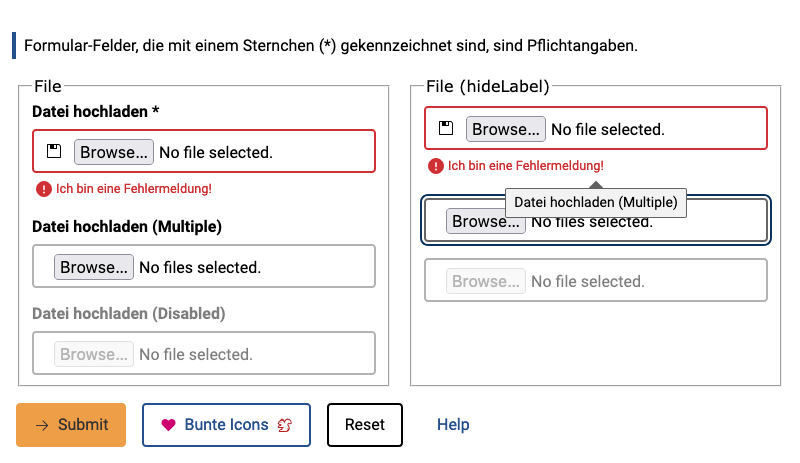 Formular-Felder, die mit einem Sternchen (*) gekennzeichnet sind, sind Pflichtangaben.
File
Datei hochladen *
Browse... No file selected.
Ich bin eine Fehlermeldung!
Datei hochladen (Multiple)
Browse... No files selected.
Datei hochladen (Disabled)
Browse... No file selected.
File (hideLabel)
Browse... No file selected.
Ich bin eine Fehlermeldung!
Datei hochladen (Multiple)
Browse... No files selected.
Browse... No file selected.
Submit
Bunte Icons
Reset
Help